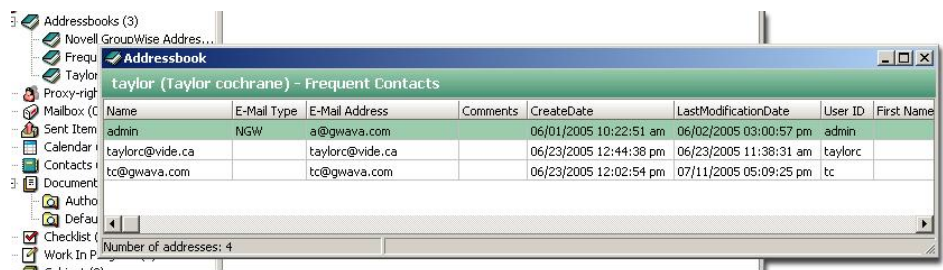 Addressbooks (3)
Novell GroupWise Addres...
Frequ
Taylor
Proxy-righ
Mailbox (
Sent Item
Calendar
Contacts
Document
Autho
Defau
Checklist (
Work In P
Addressbook
taylor (Taylor cochrane) - Frequent Contacts
Name E-Mail Type E-Mail Address Comments CreateDate LastModificationDate User ID First Name
admin NGW a@gwava.com 06/01/2005 10:22:51 am 06/02/2005 03:00:57 pm admin
taylorc@vide.ca taylorc@vide.ca 06/23/2005 12:44:38 pm 06/23/2005 11:38:31 am taylorc
tc@gwava.com tc@gwava.com 06/23/2005 12:02:54 pm 07/11/2005 05:09:25 pm tc
Number of addresses: 4